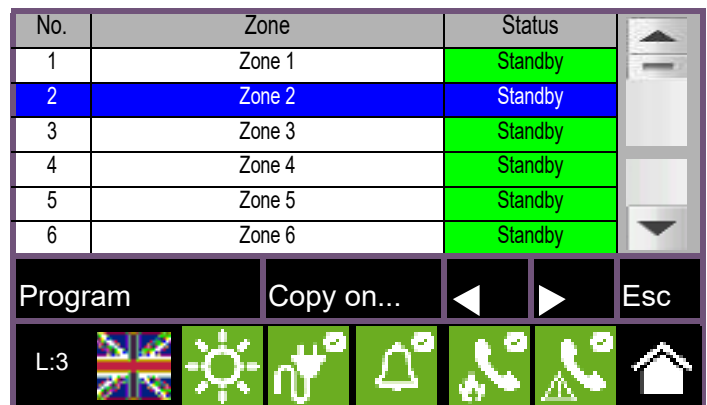 No. Zone Status
1 Zone 1 Standby
2 Zone 2 Standby
3 Zone 3 Standby
4 Zone 4 Standby
5 Zone 5 Standby
6 Zone 6 Standby
Program Copy on... Esc
L:3